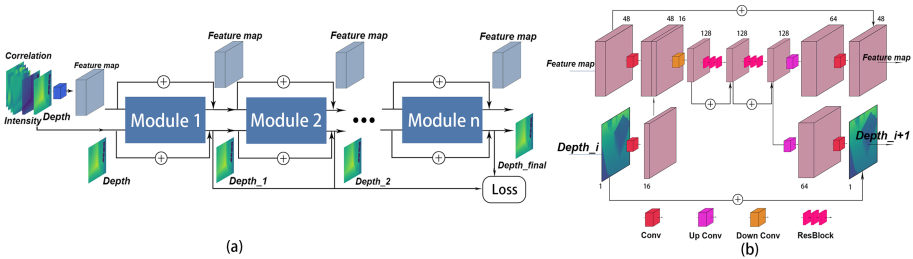 Correlation
Intensity
Depth
Feature map
Feature map
Feature map
Feature map
Module 1
Module 2
Module n
Depth
Depth_1
Depth_2
Depth_final
Loss
(a)
48
48 16
128
128
128
64
48
Feature map
Feature map
Depth_i
Depth_i+1
1
16
64
1
Conv
Up Conv
Down Conv
ResBlock
(b)